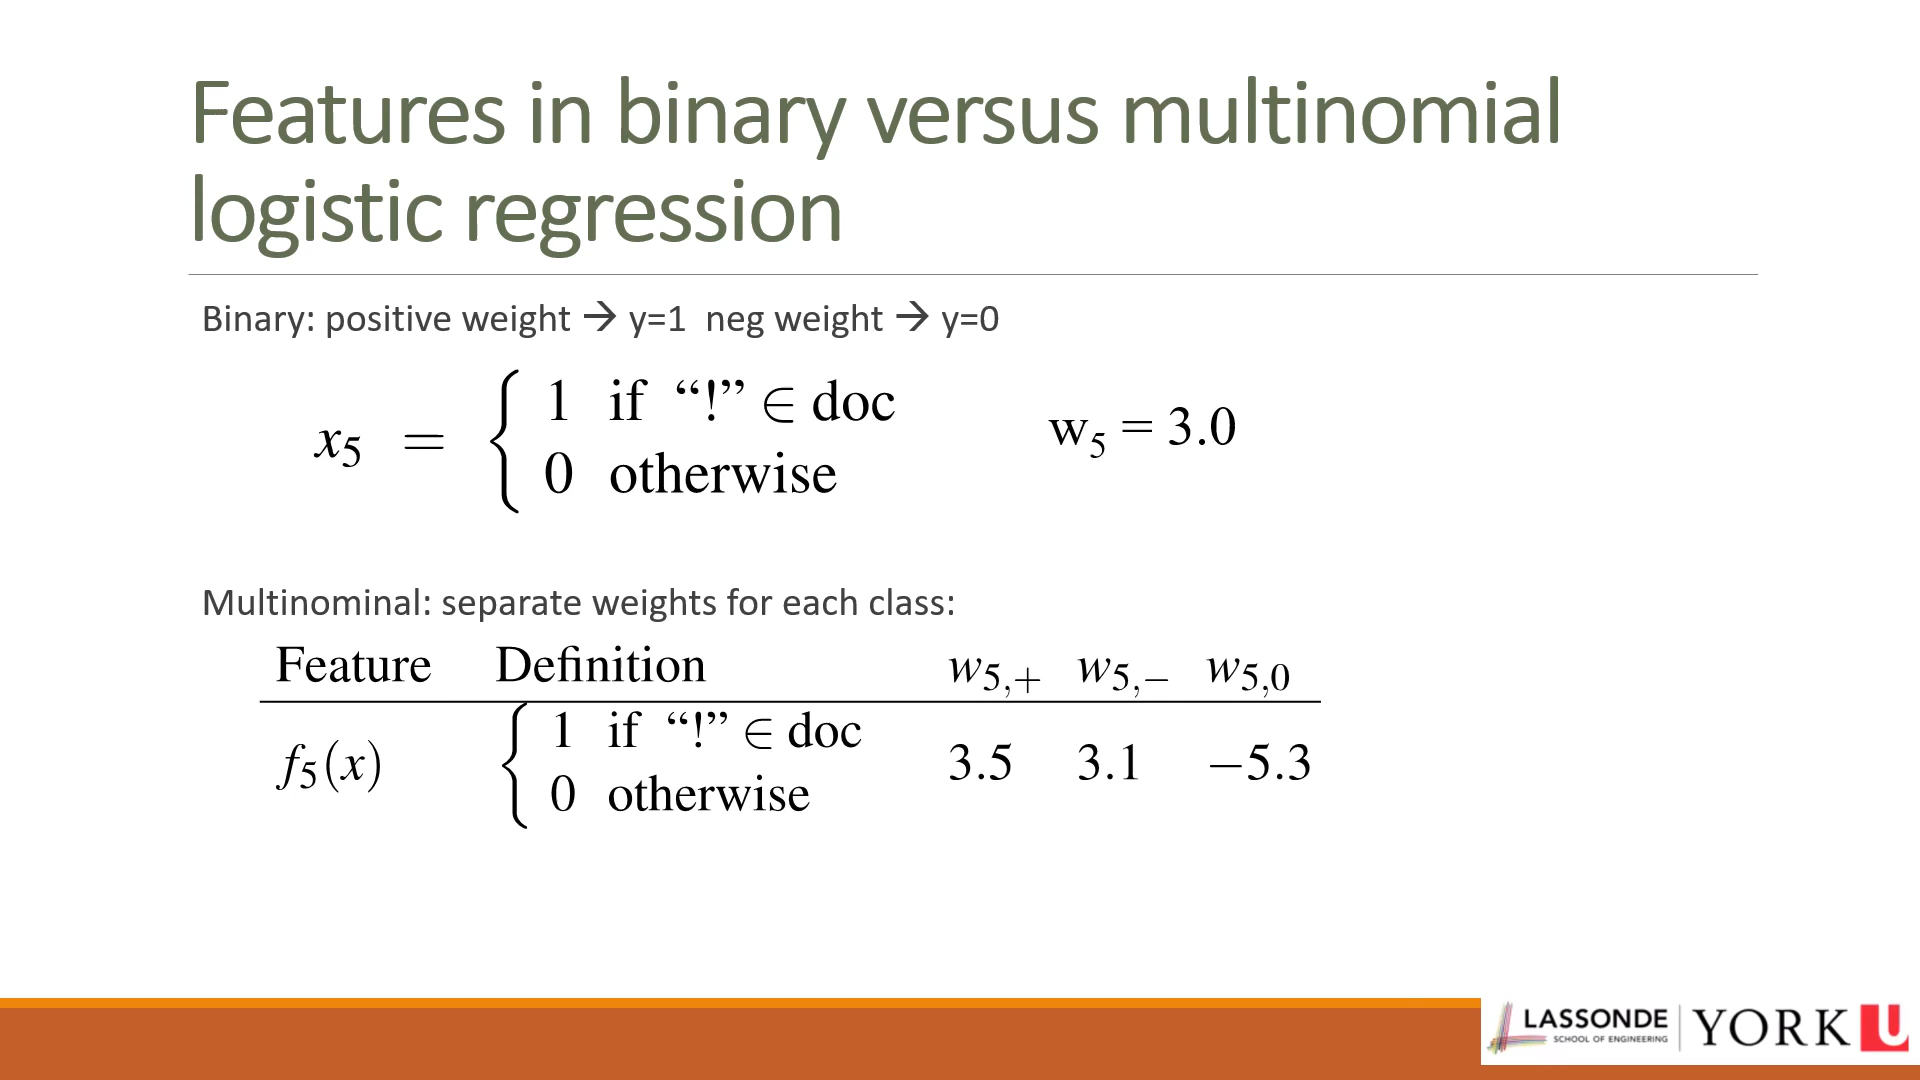 Features in binary versus multinomial
logistic regression
Binary: positive weight → y=1 neg weight → y=0
x₅ = { 1 if “!” ∈ doc
0 otherwise
w₅ = 3.0
Multinominal: separate weights for each class:
Feature Definition w₅,₊ w₅,₋ w₅,₀
f₅(x) { 1 if “!” ∈ doc
0 otherwise
3.5 3.1 −5.3
LASSONDE
SCHOOL OF ENGINEERING
YORK U